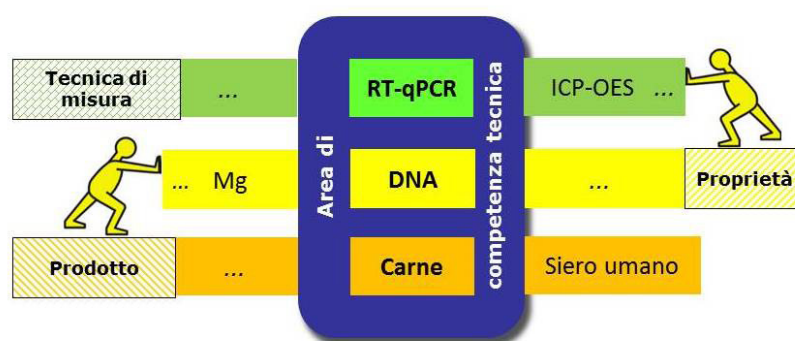 Tecnica di
misura
...
RT-qPCR
ICP-OES ...
Area di
competenza tecnica
... Mg
DNA
...
Proprietà
Prodotto
...
Carne
Siero umano